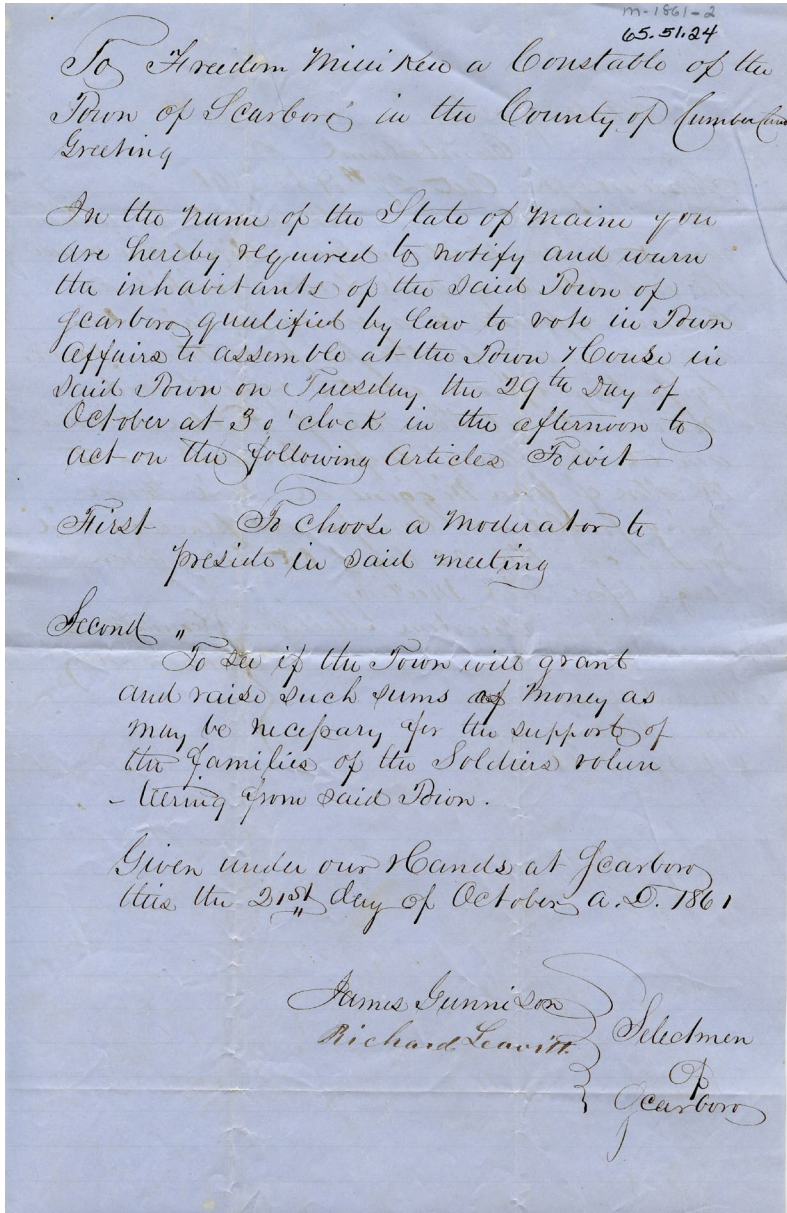 m-1861-2
65.51.24
To Freedom Milliken a Constable of the
Town of Scarboro' in the County of Cumberland
Greeting
In the name of the State of Maine you
are hereby required to notify and warn
the inhabitants of the said Town of
Scarboro qualified by law to vote in Town
Affairs to assemble at the Town House in
said Town on Tuesday the 29th Day of
October at 3 o'clock in the afternoon to
act on the following Articles To wit
First To choose a Moderator to
preside in said meeting
Second "
To see if the Town will grant
and raise such sums of Money as
may be necessary for the support of
the families of the Soldiers volun
-teering from said Town.
Given under our Hands at Scarboro
this the 21st day of October A.D. 1861
James Gunnison
Richard Leavitt
Selectmen
of
Scarboro